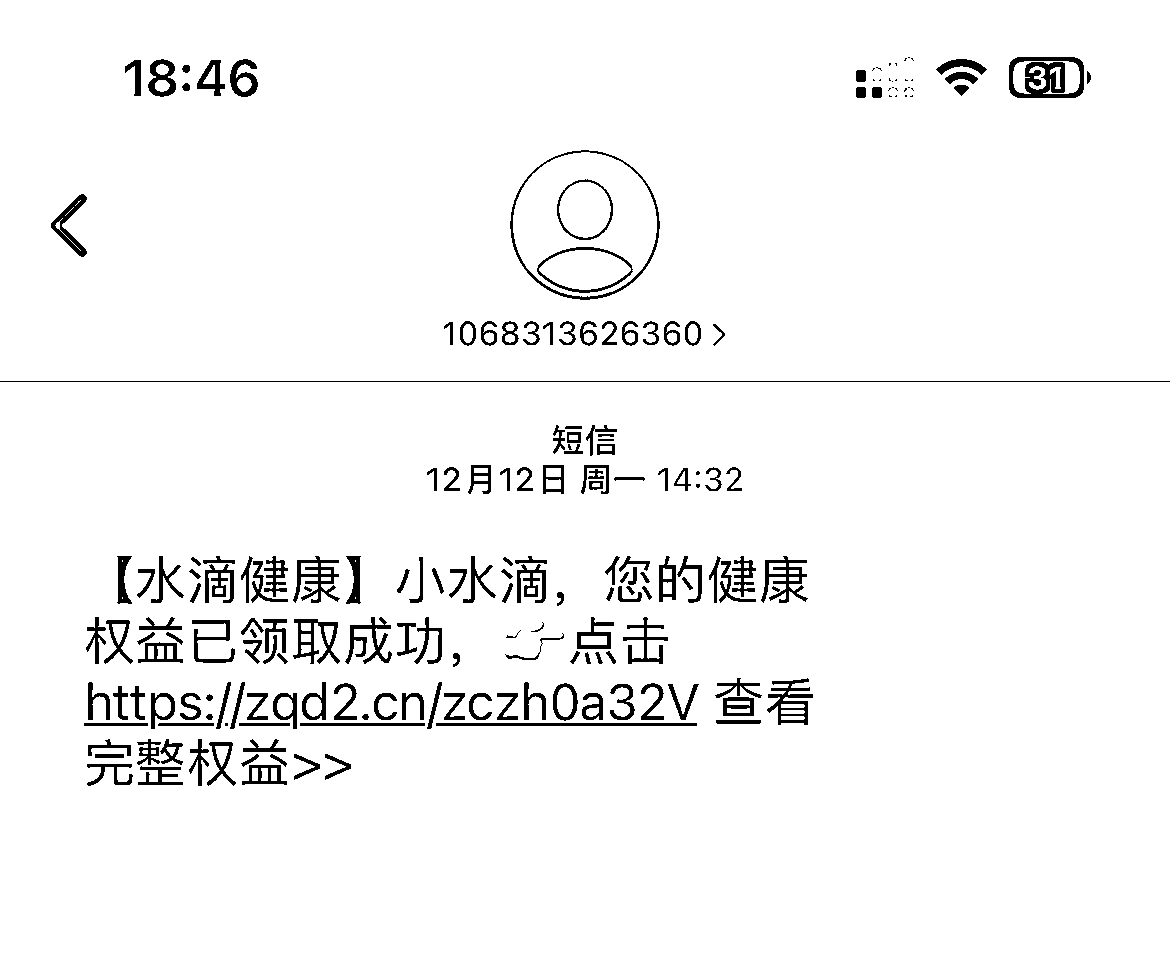 18:46
31
1068313626360
短信
12月12日 周一 14:32
【水滴健康】小水滴，您的健康
权益已领取成功，👉点击
https://zqd2.cn/zczh0a32V 查看
完整权益>>